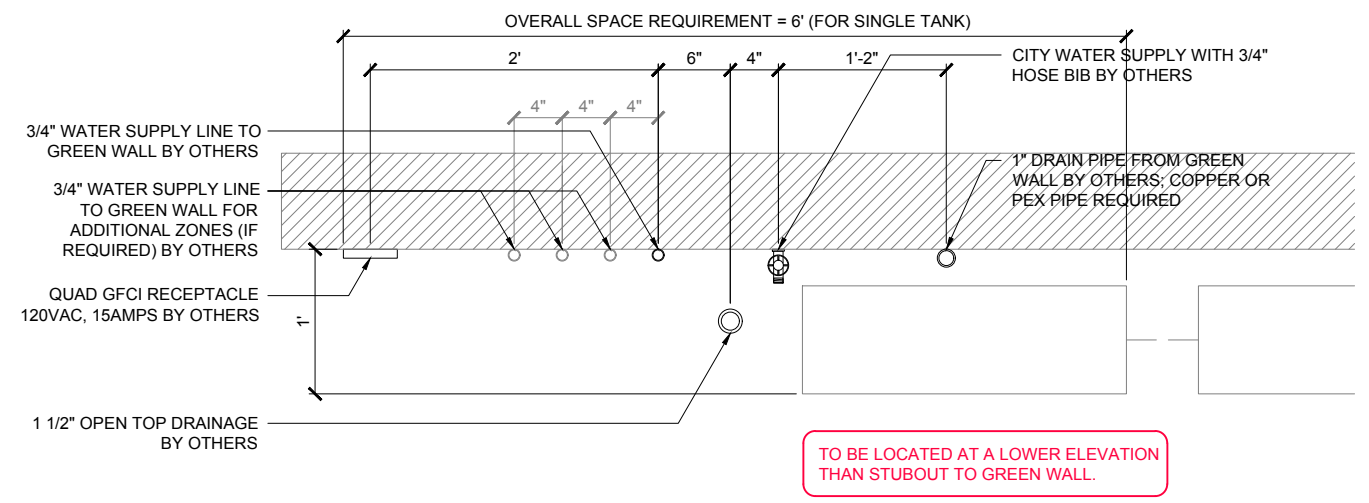 OVERALL SPACE REQUIREMENT = 6' (FOR SINGLE TANK)
2'
6"
4"
1'-2"
CITY WATER SUPPLY WITH 3/4"
HOSE BIB BY OTHERS
4"
4"
4"
3/4" WATER SUPPLY LINE TO
GREEN WALL BY OTHERS
3/4" WATER SUPPLY LINE
TO GREEN WALL FOR
ADDITIONAL ZONES (IF
REQUIRED) BY OTHERS
1" DRAIN PIPE FROM GREEN
WALL BY OTHERS; COPPER OR
PEX PIPE REQUIRED
QUAD GFCI RECEPTACLE
120VAC, 15AMPS BY OTHERS
1'
1 1/2" OPEN TOP DRAINAGE
BY OTHERS
TO BE LOCATED AT A LOWER ELEVATION
THAN STUBOUT TO GREEN WALL.